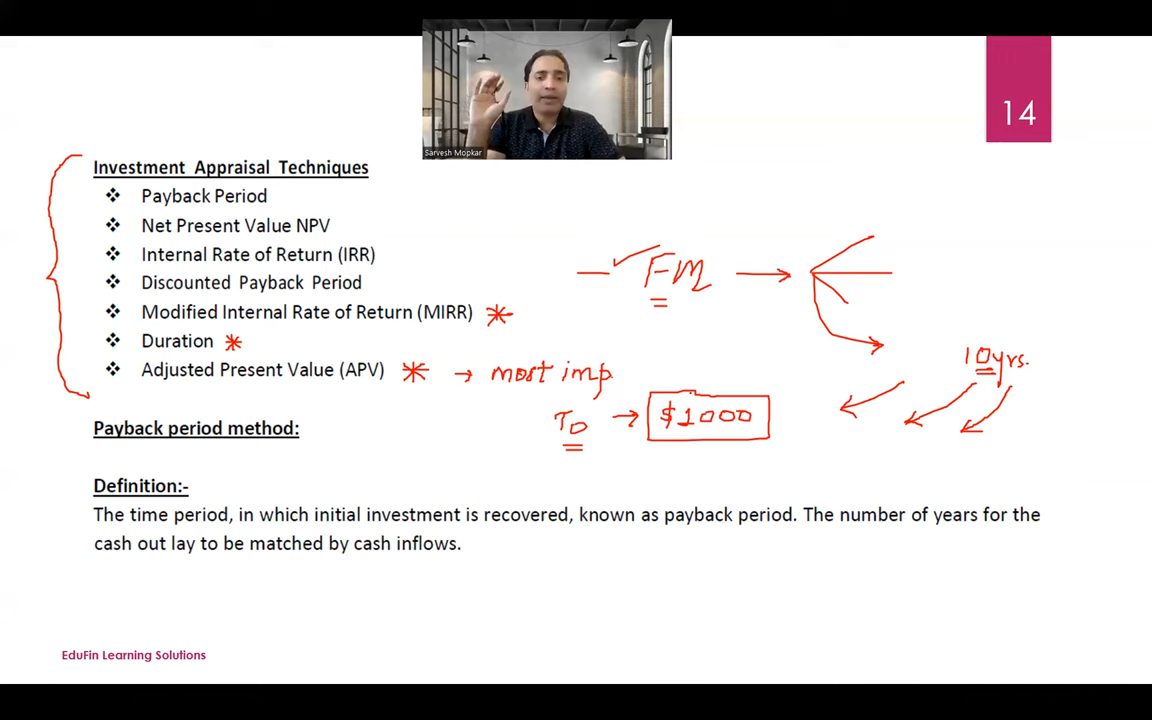 14
Sarvesh Mopkar
Investment Appraisal Techniques
❖ Payback Period
❖ Net Present Value NPV
❖ Internal Rate of Return (IRR)
❖ Discounted Payback Period
❖ Modified Internal Rate of Return (MIRR) *
❖ Duration *
❖ Adjusted Present Value (APV) * → most imp.
FM →
10yrs.
T0 → $1000
Payback period method:
Definition:-
The time period, in which initial investment is recovered, known as payback period. The number of years for the
cash out lay to be matched by cash inflows.
EduFin Learning Solutions